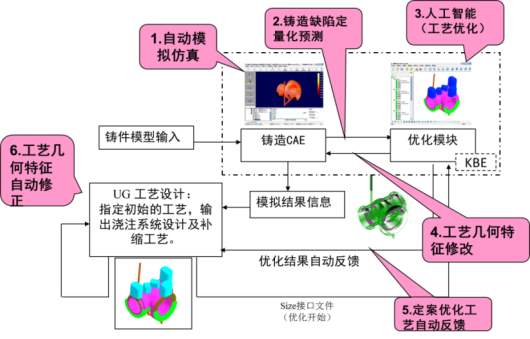 1.自动模
拟仿真
2.铸造缺陷定
量化预测
3.人工智能
（工艺优化）
铸件模型输入
铸造CAE
优化模块
KBE
6.工艺几
何特征
自动修
正
UG 工艺设计：
指定初始的工艺，输
出浇注系统设计及补
缩工艺。
模拟结果信息
4.工艺几何特
征修改
优化结果自动反馈
5.定案优化工
艺自动反馈
Size接口文件
（优化开始）